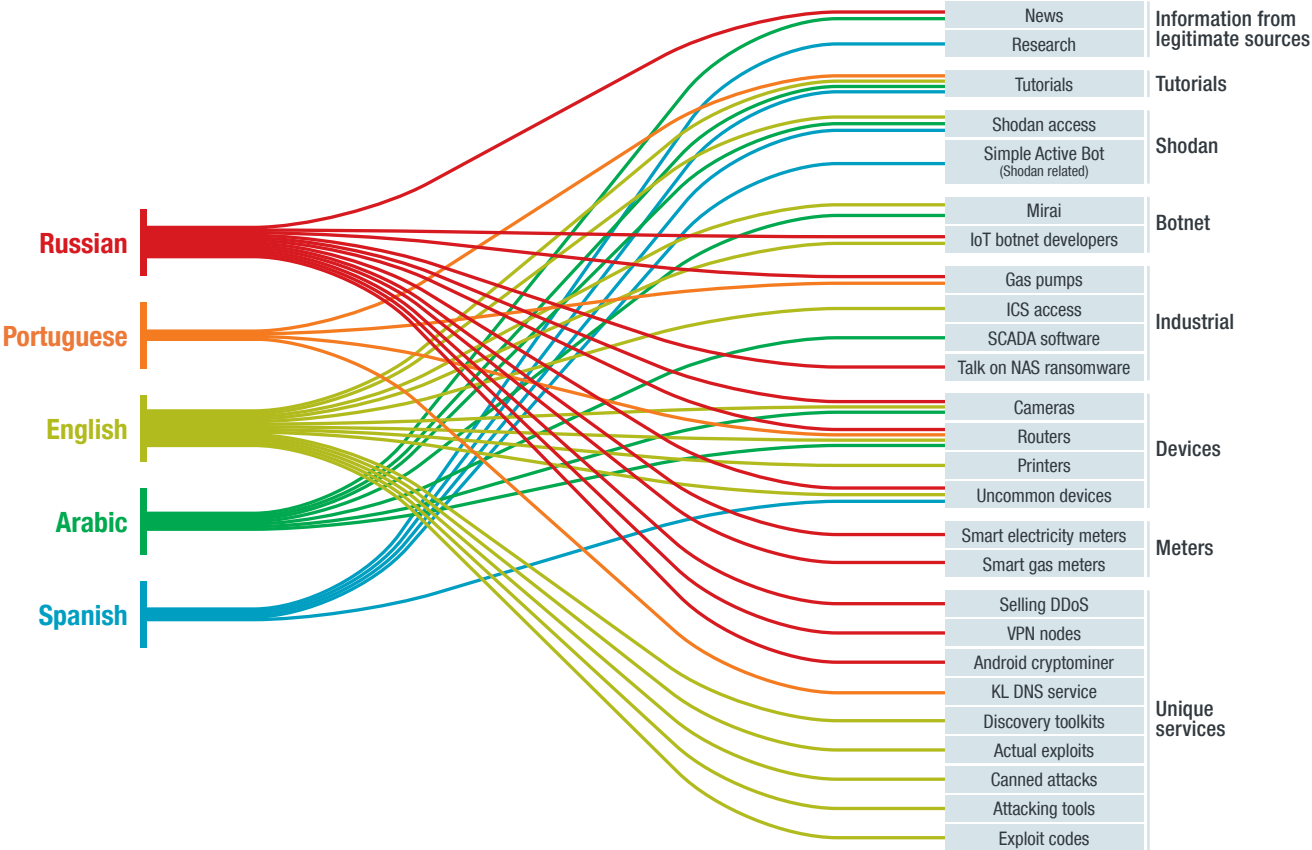 Russian
Portuguese
English
Arabic
Spanish
News
Research
Information from
legitimate sources
Tutorials
Tutorials
Shodan access
Simple Active Bot
(Shodan related)
Shodan
Mirai
IoT botnet developers
Botnet
Gas pumps
ICS access
SCADA software
Talk on NAS ransomware
Industrial
Cameras
Routers
Printers
Uncommon devices
Devices
Smart electricity meters
Smart gas meters
Meters
Selling DDoS
VPN nodes
Android cryptominer
KL DNS service
Discovery toolkits
Actual exploits
Canned attacks
Attacking tools
Exploit codes
Unique
services